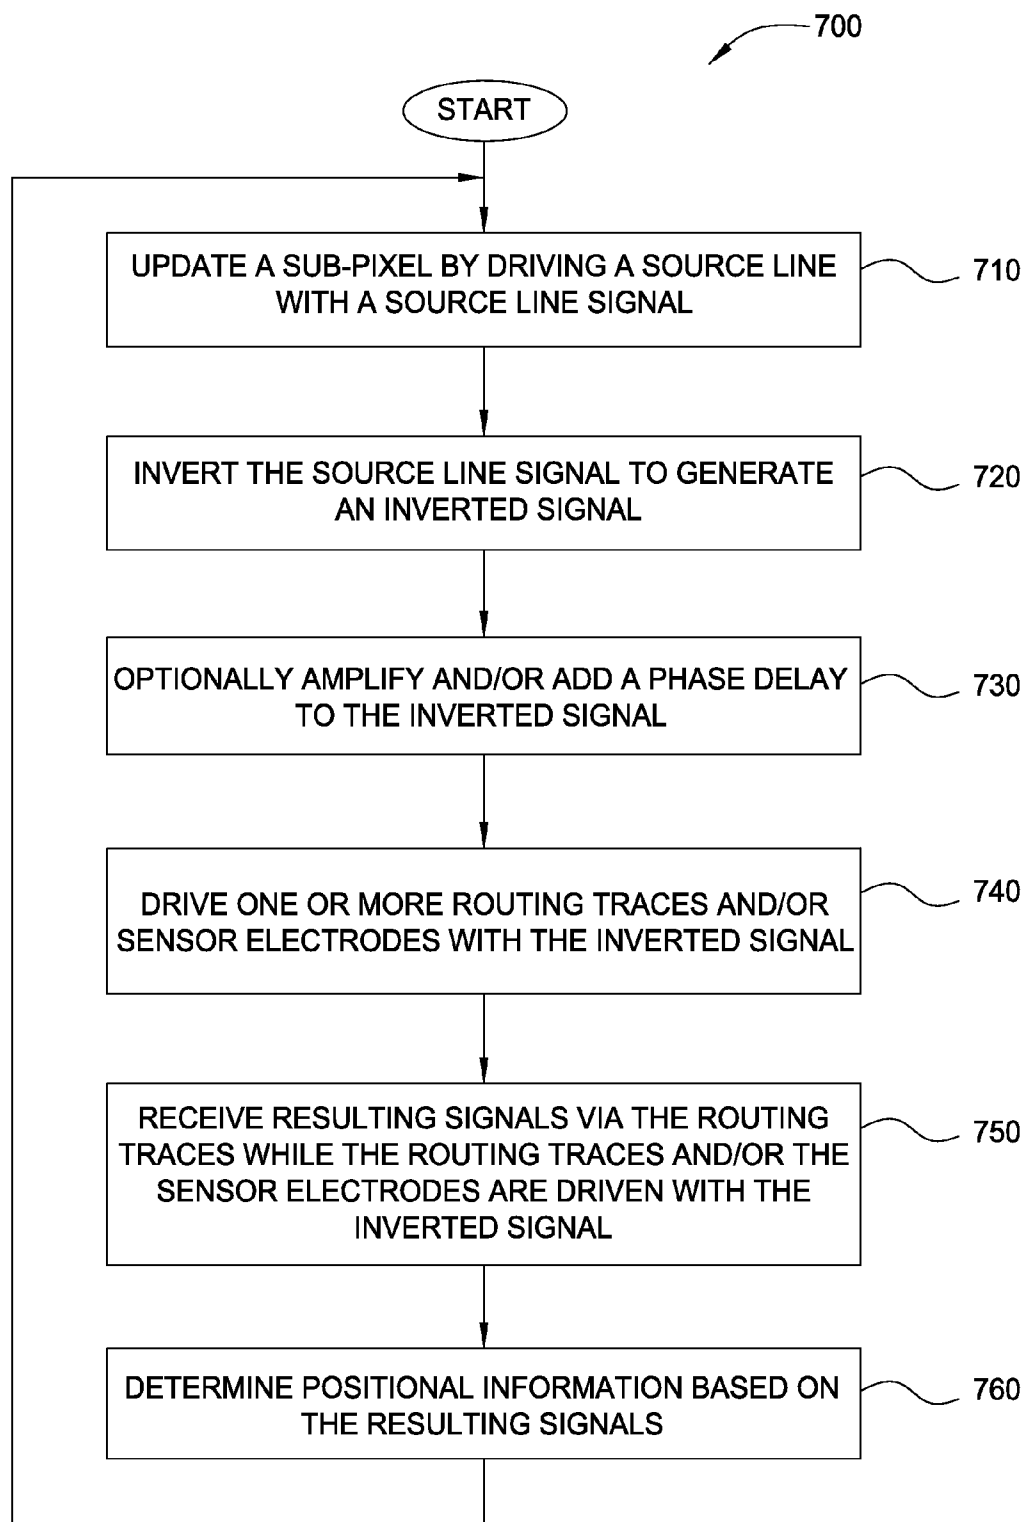 700
START
UPDATE A SUB-PIXEL BY DRIVING A SOURCE LINE
WITH A SOURCE LINE SIGNAL
710
INVERT THE SOURCE LINE SIGNAL TO GENERATE
AN INVERTED SIGNAL
720
OPTIONALLY AMPLIFY AND/OR ADD A PHASE DELAY
TO THE INVERTED SIGNAL
730
DRIVE ONE OR MORE ROUTING TRACES AND/OR
SENSOR ELECTRODES WITH THE INVERTED SIGNAL
740
RECEIVE RESULTING SIGNALS VIA THE ROUTING
TRACES WHILE THE ROUTING TRACES AND/OR THE
SENSOR ELECTRODES ARE DRIVEN WITH THE
INVERTED SIGNAL
750
DETERMINE POSITIONAL INFORMATION BASED ON
THE RESULTING SIGNALS
760